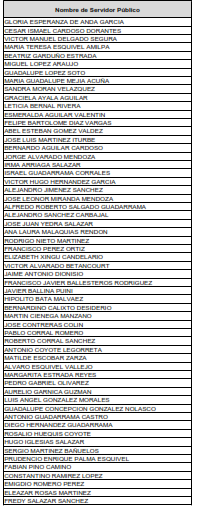 Nombre de Servidor Público
GLORIA ESPERANZA DE ANDA GARCIA
CESAR ISMAEL CARDOSO DORANTES
VICTOR MANUEL DELGADO SEGURA
MARIA TERESA ESQUIVEL AMILPA
BEATRIZ GARDUÑO ESTRADA
MIGUEL LOPEZ ARAUJO
GUADALUPE LOPEZ SOTO
MARIA GUADALUPE MEJIA ACUÑA
SANDRA MORAN VELAZQUEZ
GRACIELA AYALA AGUILAR
LETICIA BERNAL RIVERA
ESMERALDA AGUILAR VALENTIN
FELIPE BARTOLOME DIAZ VARGAS
ABEL ESTEBAN GOMEZ VALDEZ
JOSE LUIS MARTINEZ ITURBE
BERNARDO AGUILAR CARDOSO
JORGE ALVARADO MENDOZA
IRMA ARRIAGA SALAZAR
ISRAEL GUADARRAMA CORRALES
VICTOR HUGO HERNANDEZ GARCIA
ALEJANDRO JIMENEZ SANCHEZ
JOSE LEONOR MIRANDA MENDOZA
ALFREDO ROBERTO SALGADO GUADARRAMA
ALEJANDRO SANCHEZ CARBAJAL
JOSE JUAN YEDRA SALAZAR
ANA LAURA MALAQUIAS RENDON
RODRIGO NIETO MARTINEZ
FRANCISCO PEREZ ORTIZ
ELIZABETH XINGU CANDELARIO
VICTOR ALVARADO BETANCOURT
JAIME ANTONIO DIONISIO
FRANCISCO JAVIER BALLESTEROS RODRIGUEZ
JAVIER BALLINA PUINI
HIPOLITO BATA MALVAEZ
BERNARDINO CALIXTO DESIDERIO
MARTIN CIENEGA MANZANO
JOSE CONTRERAS COLÍN
PABLO CORRAL ROMERO
ROBERTO CORRAL SANCHEZ
ANTONIO COYOTE LEGORRETA
MATILDE ESCOBAR ZARZA
ALVARO ESQUIVEL VALLEJO
MARGARITA ESTRADA REYES
PEDRO GABRIEL OLIVAREZ
AURELIO GARNICA GUZMAN
LUIS ANGEL GONZALEZ MORALES
GUADALUPE CONCEPCION GONZALEZ NOLASCO
ANTONIO GUADARRAMA CASTRO
DIEGO HERNANDEZ GUADARRAMA
ROSALIO HUEQUIS COYOTE
HUGO IGLESIAS SALAZAR
SERGIO MARTINEZ BAÑUELOS
PRUDENCIO ENRIQUE PALMA ESQUIVEL
FABIAN PINO CAMINO
CONSTANTINO RAMIREZ LOPEZ
EMIGDIO ROMERO PEREZ
ELEAZAR ROSAS MARTINEZ
FREDY SALAZAR SANCHEZ